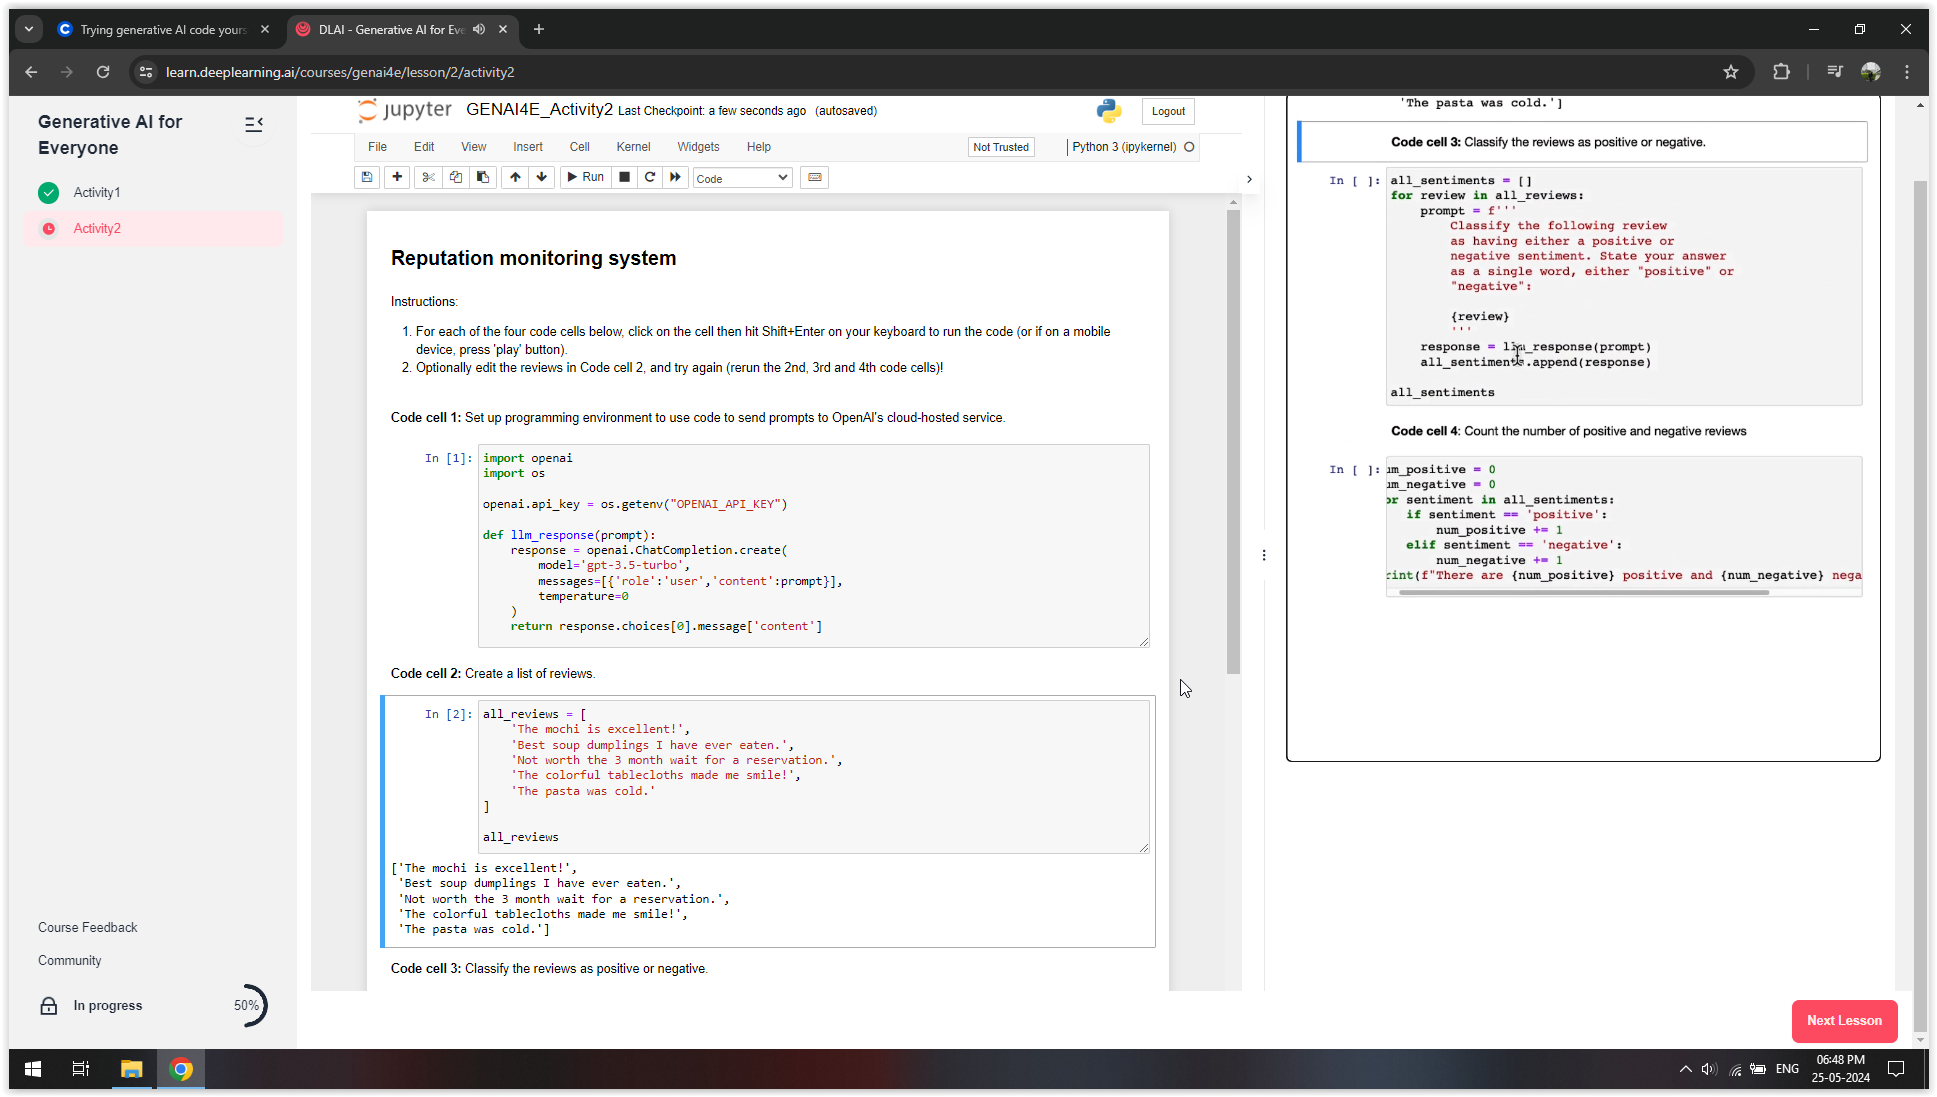 Trying generative AI code yours
DLAI - Generative AI for Eve
learn.deeplearning.ai/courses/genai4e/lesson/2/activity2
Generative AI for
Everyone
Activity1
Activity2
Course Feedback
Community
In progress
50%
jupyter GENAI4E_Activity2 Last Checkpoint: a few seconds ago (autosaved)
Logout
File Edit View Insert Cell Kernel Widgets Help
Not Trusted
Python 3 (ipykernel)
Run
Code
Reputation monitoring system
Instructions:
1. For each of the four code cells below, click on the cell then hit Shift+Enter on your keyboard to run the code (or if on a mobile
device, press 'play' button).
2. Optionally edit the reviews in Code cell 2, and try again (rerun the 2nd, 3rd and 4th code cells)!
Code cell 1: Set up programming environment to use code to send prompts to OpenAI's cloud-hosted service.
In [1]: import openai
import os
openai.api_key = os.getenv("OPENAI_API_KEY")
def llm_response(prompt):
response = openai.ChatCompletion.create(
model='gpt-3.5-turbo',
messages=[{'role':'user','content':prompt}],
temperature=0
)
return response.choices[0].message['content']
Code cell 2: Create a list of reviews.
In [2]: all_reviews = [
'The mochi is excellent!',
'Best soup dumplings I have ever eaten.',
'Not worth the 3 month wait for a reservation.',
'The colorful tablecloths made me smile!',
'The pasta was cold.'
]
all_reviews
['The mochi is excellent!',
'Best soup dumplings I have ever eaten.',
'Not worth the 3 month wait for a reservation.',
'The colorful tablecloths made me smile!',
'The pasta was cold.']
Code cell 3: Classify the reviews as positive or negative.
'The pasta was cold.']
Code cell 3: Classify the reviews as positive or negative.
In [ ]: all_sentiments = []
for review in all_reviews:
prompt = f'''
Classify the following review
as having either a positive or
negative sentiment. State your answer
as a single word, either "positive" or
"negative":
{review}
'''
response = llm_response(prompt)
all_sentiments.append(response)
all_sentiments
Code cell 4: Count the number of positive and negative reviews
In [ ]: um_positive = 0
um_negative = 0
or sentiment in all_sentiments:
if sentiment == 'positive':
num_positive += 1
elif sentiment == 'negative':
num_negative += 1
rint(f"There are {num_positive} positive and {num_negative} nega
Next Lesson
ENG
06:48 PM
25-05-2024